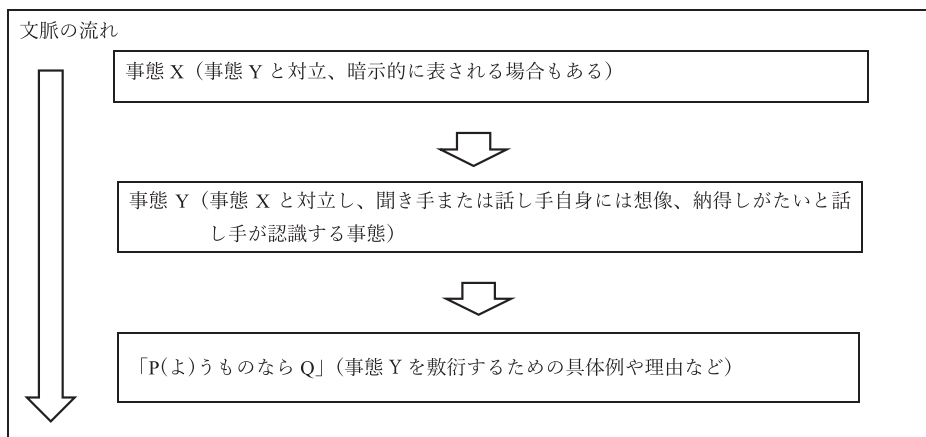 文脈の流れ
事態 X（事態 Y と対立、暗示的に表される場合もある）
事態 Y（事態 X と対立し、聞き手または話し手自身には想像、納得しがたいと話
し手が認識する事態）
「P(よ)うものなら Q」（事態 Y を敷衍するための具体例や理由など）